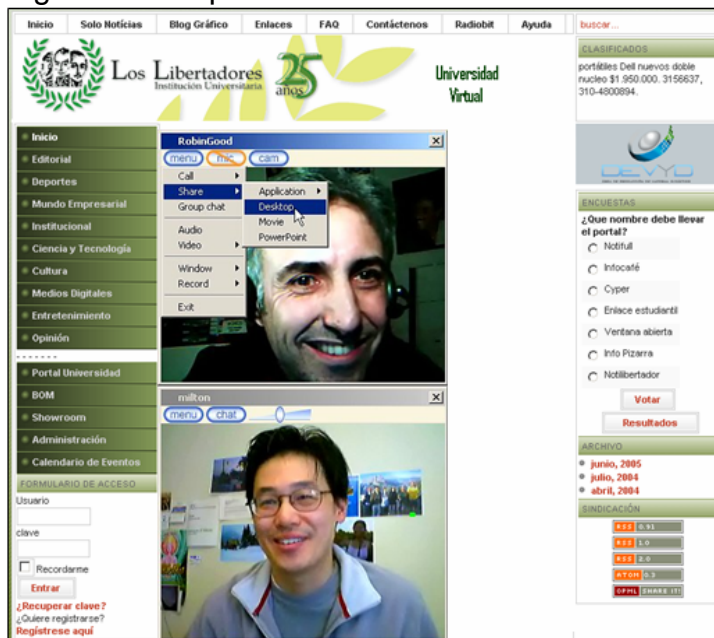 Inicio
Solo Noticias
Blog Gráfico
Enlaces
FAQ
Contáctenos
Radiobit
Ayuda
buscar...
Los Libertadores
Institución Universitaria
25
años
Universidad
Virtual
CLASIFICADOS
portátiles Dell nuevos doble
nucleo $1.950.000. 3156637,
310-4800894.
DEVYD
Inicio
Editorial
Deportes
Mundo Empresarial
Institucional
Ciencia y Tecnología
Cultura
Medios Digitales
Entretenimiento
Opinión
-------
Portal Universidad
BOM
Showroom
Administración
Calendario de Eventos
FORMULARIO DE ACCESO
Usuario
clave
Recordarme
Entrar
¿Recuperar clave?
¿Quiere registrarse?
Regístrese aquí
RobinGood
menu mic cam
Call
Share
Group chat
Audio
Video
Window
Record
Exit
Application
Desktop
Movie
PowerPoint
milton
menu chat
ENCUESTAS
¿Que nombre debe llevar
el portal?
Notifull
Infocafé
Cyper
Enlace estudiantil
Ventana abierta
Info Pizarra
Notilibertador
Votar
Resultados
ARCHIVO
junio, 2005
julio, 2004
abril, 2004
SINDICACIÓN
RSS 0.91
RSS 1.0
RSS 2.0
ATOM 0.3
OPML SHARE IT!